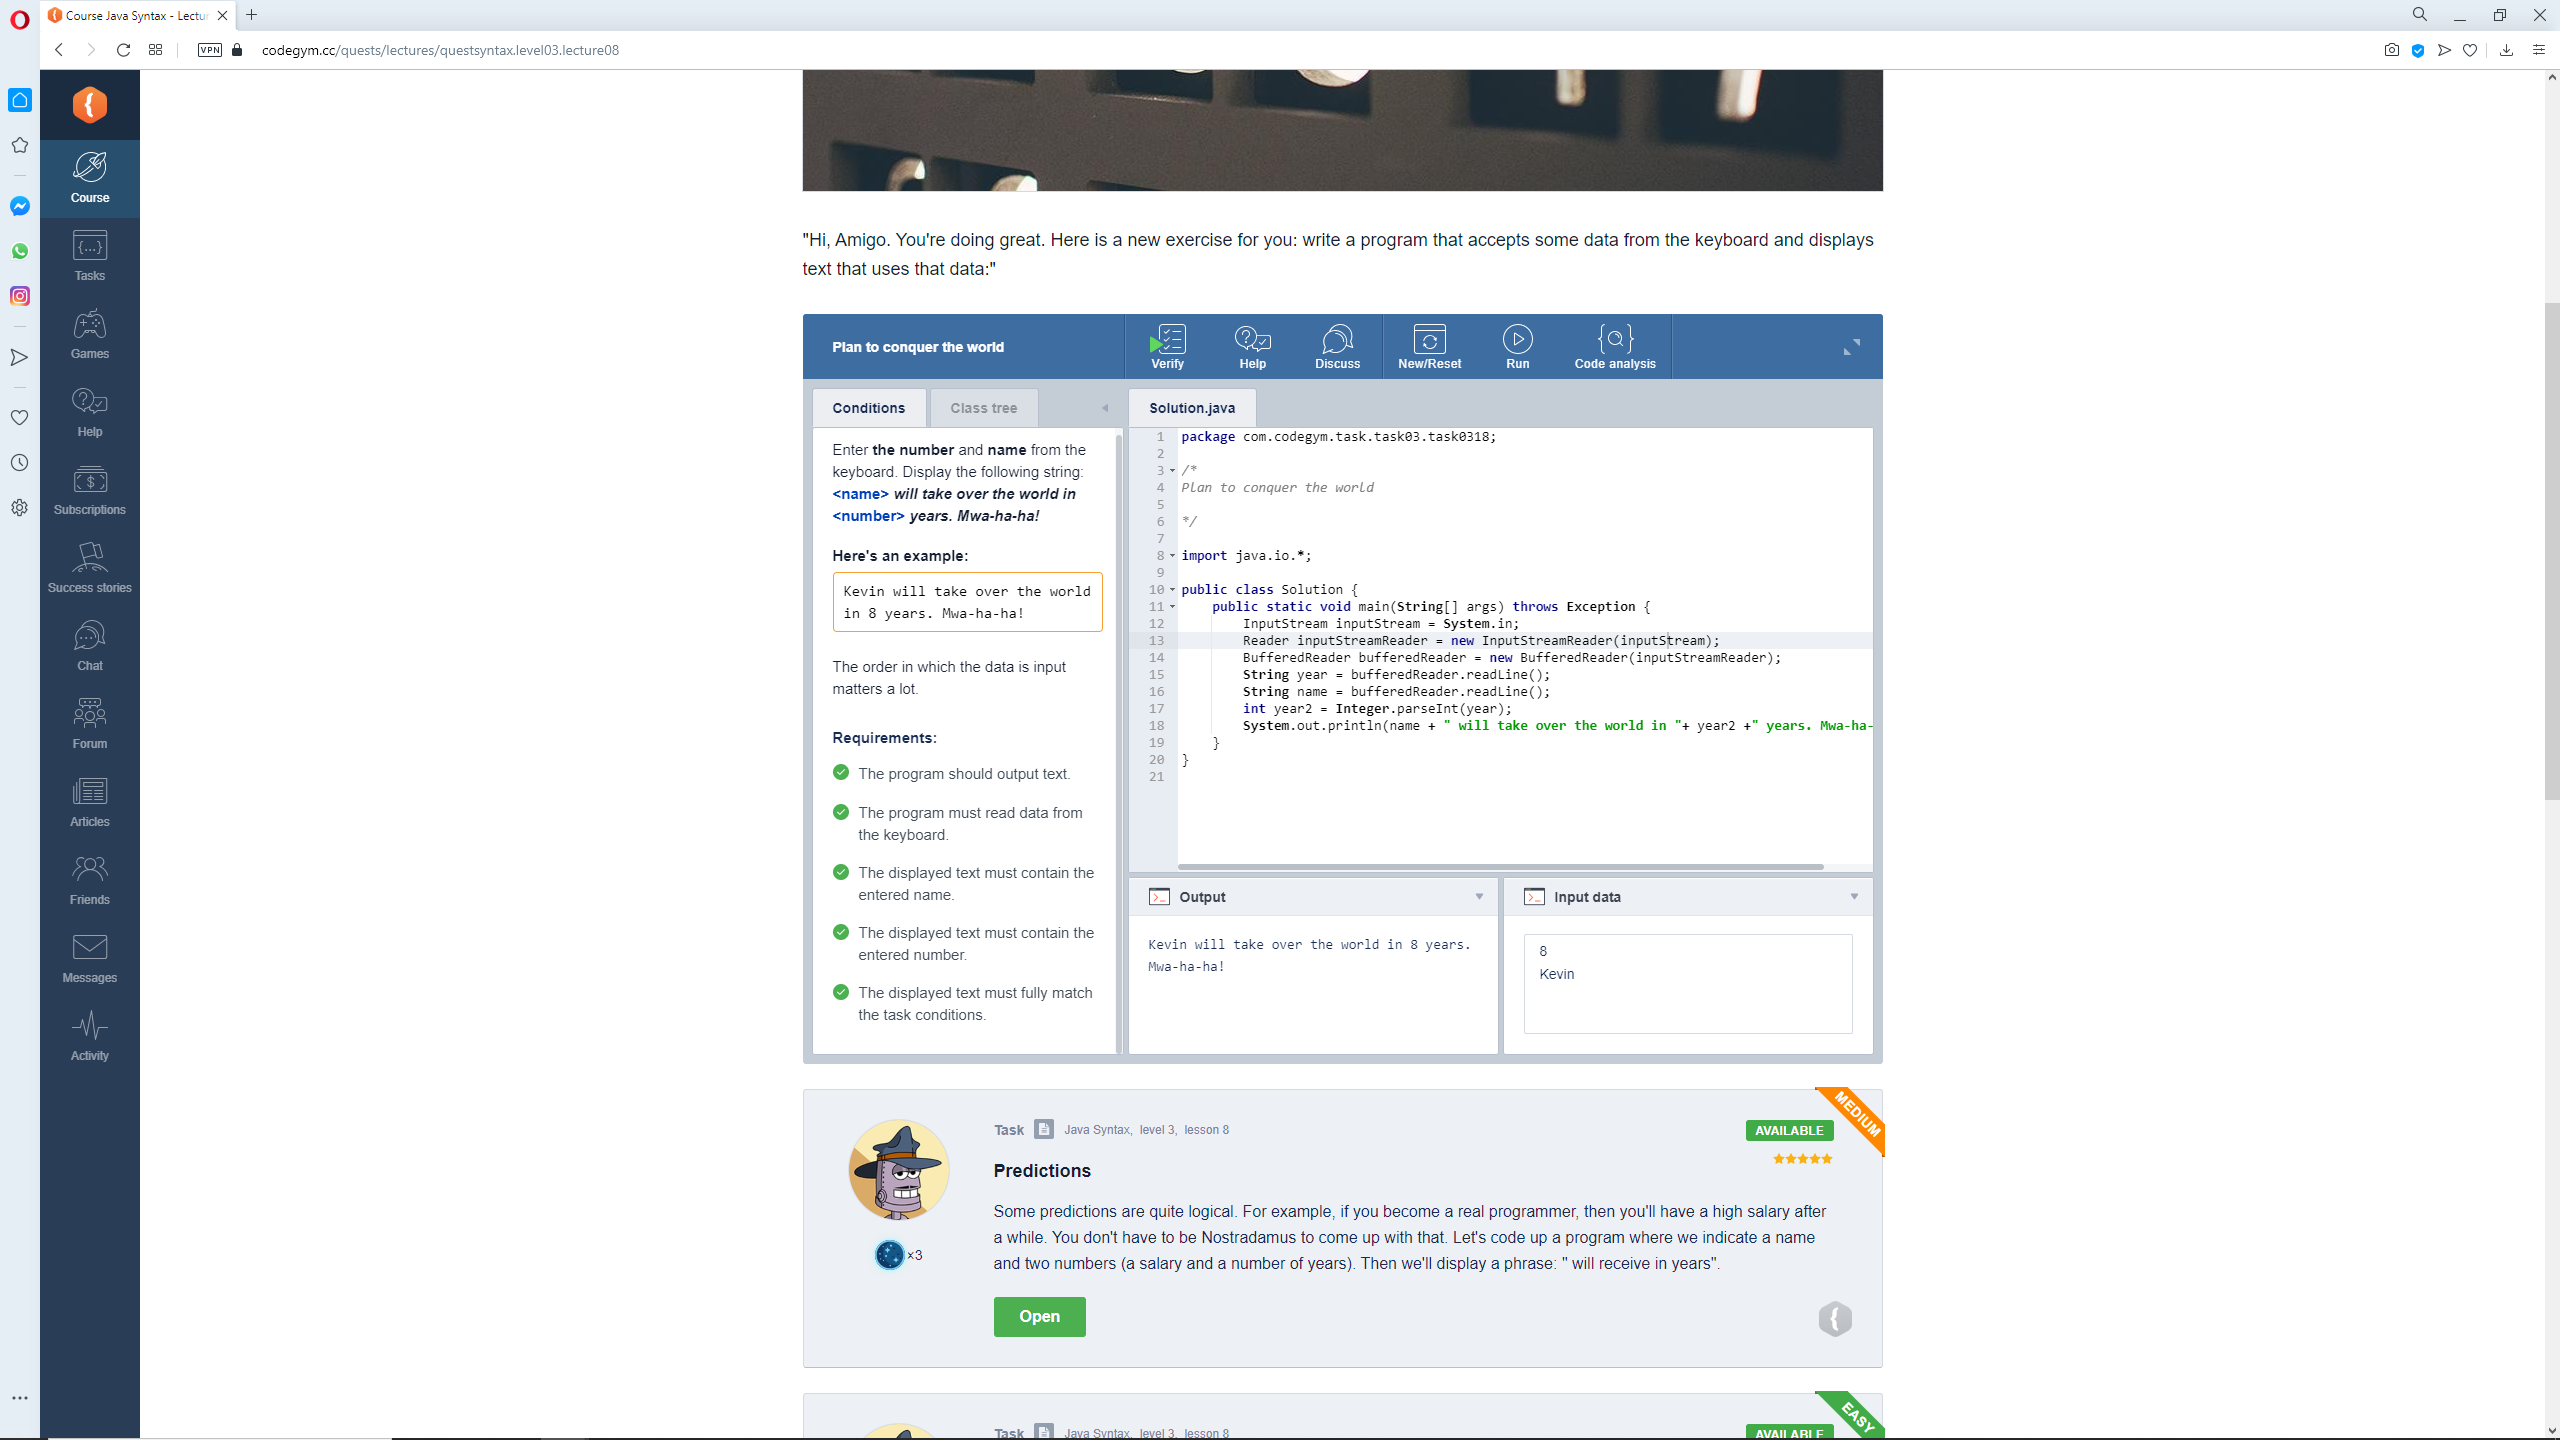 Course Java Syntax - Lectu
VPN
codegym.cc/quests/lectures/questsyntax.level03.lecture08
Course
Tasks
Games
Help
Subscriptions
Success stories
Chat
Forum
Articles
Friends
Messages
Activity
"Hi, Amigo. You're doing great. Here is a new exercise for you: write a program that accepts some data from the keyboard and displays
text that uses that data:"
Plan to conquer the world
Verify
Help
Discuss
New/Reset
Run
Code analysis
Conditions
Class tree
Enter the number and name from the
keyboard. Display the following string:
<name> will take over the world in
<number> years. Mwa-ha-ha!
Here's an example:
Kevin will take over the world
in 8 years. Mwa-ha-ha!
The order in which the data is input
matters a lot.
Requirements:
The program should output text.
The program must read data from
the keyboard.
The displayed text must contain the
entered name.
The displayed text must contain the
entered number.
The displayed text must fully match
the task conditions.
Solution.java
1 package com.codegym.task.task03.task0318;
2
3 /*
4 Plan to conquer the world
5
6 */
7
8 import java.io.*;
9
10 public class Solution {
11 public static void main(String[] args) throws Exception {
12 InputStream inputStream = System.in;
13 Reader inputStreamReader = new InputStreamReader(inputStream);
14 BufferedReader bufferedReader = new BufferedReader(inputStreamReader);
15 String year = bufferedReader.readLine();
16 String name = bufferedReader.readLine();
17 int year2 = Integer.parseInt(year);
18 System.out.println(name + " will take over the world in "+ year2 +" years. Mwa-ha-
19 }
20 }
21
Output
Kevin will take over the world in 8 years.
Mwa-ha-ha!
Input data
8
Kevin
MEDIUM
Task Java Syntax, level 3, lesson 8
AVAILABLE
Predictions
Some predictions are quite logical. For example, if you become a real programmer, then you'll have a high salary after
a while. You don't have to be Nostradamus to come up with that. Let's code up a program where we indicate a name
and two numbers (a salary and a number of years). Then we'll display a phrase: " will receive in years".
x3
Open
EASY
Task Java Syntax, level 3, lesson 8
AVAILABLE